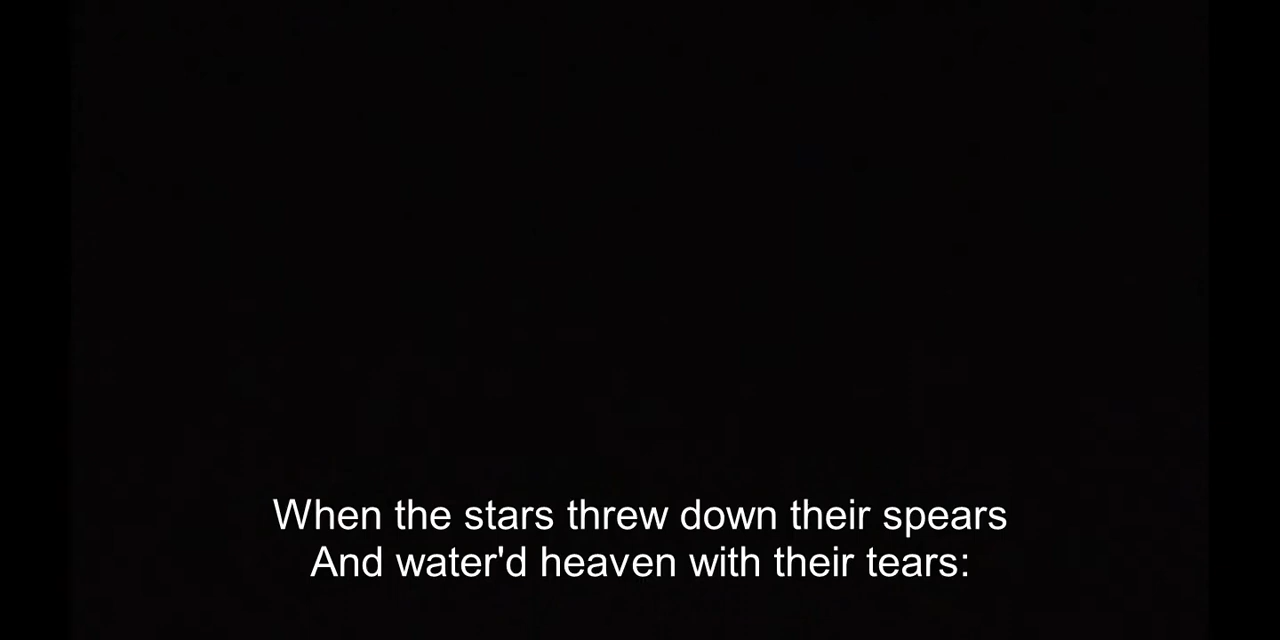 When the stars threw down their spears
And water'd heaven with their tears: